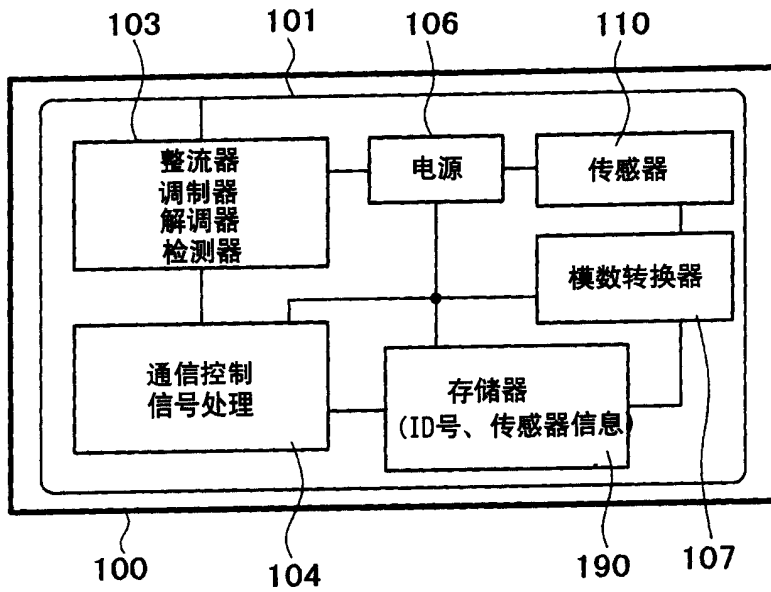 103
101
106
110
整流器
调制器
解调器
检测器
电源
传感器
模数转换器
通信控制
信号处理
存储器
(ID号、传感器信息)
100
104
190
107